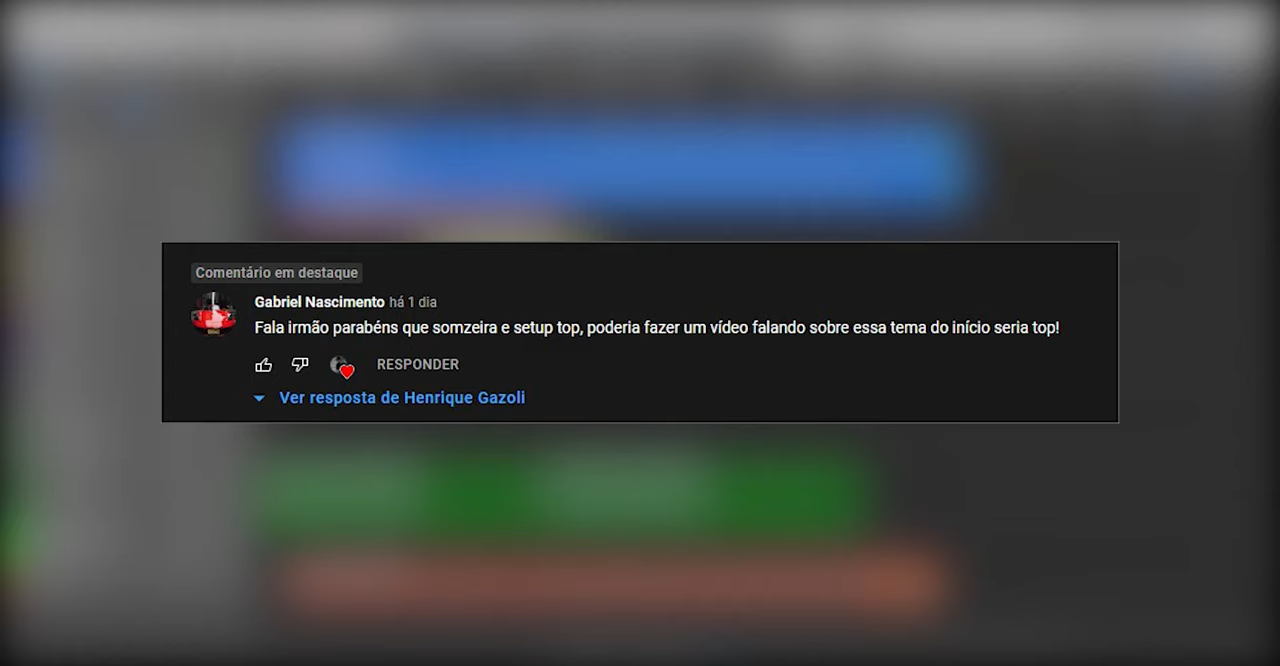 Comentário em destaque
Gabriel Nascimento há 1 dia
Fala irmão parabéns que somzeira e setup top, poderia fazer um vídeo falando sobre essa tema do início seria top!
RESPONDER
Ver resposta de Henrique Gazoli